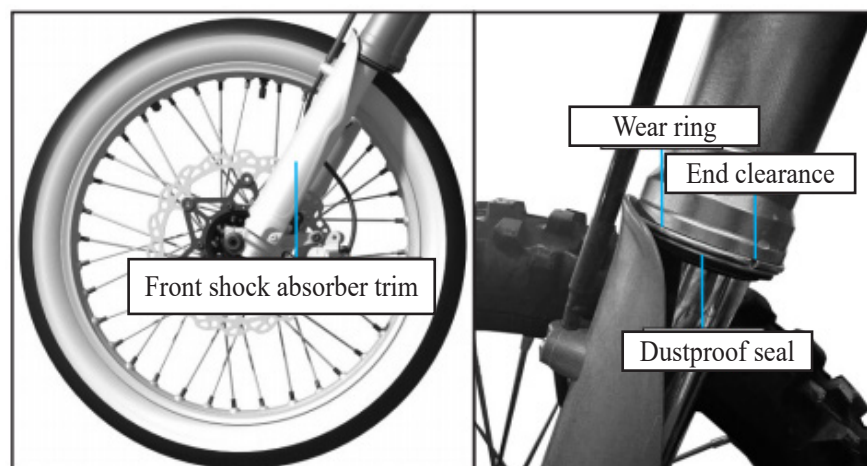 Wear ring
End clearance
Front shock absorber trim
Dustproof seal